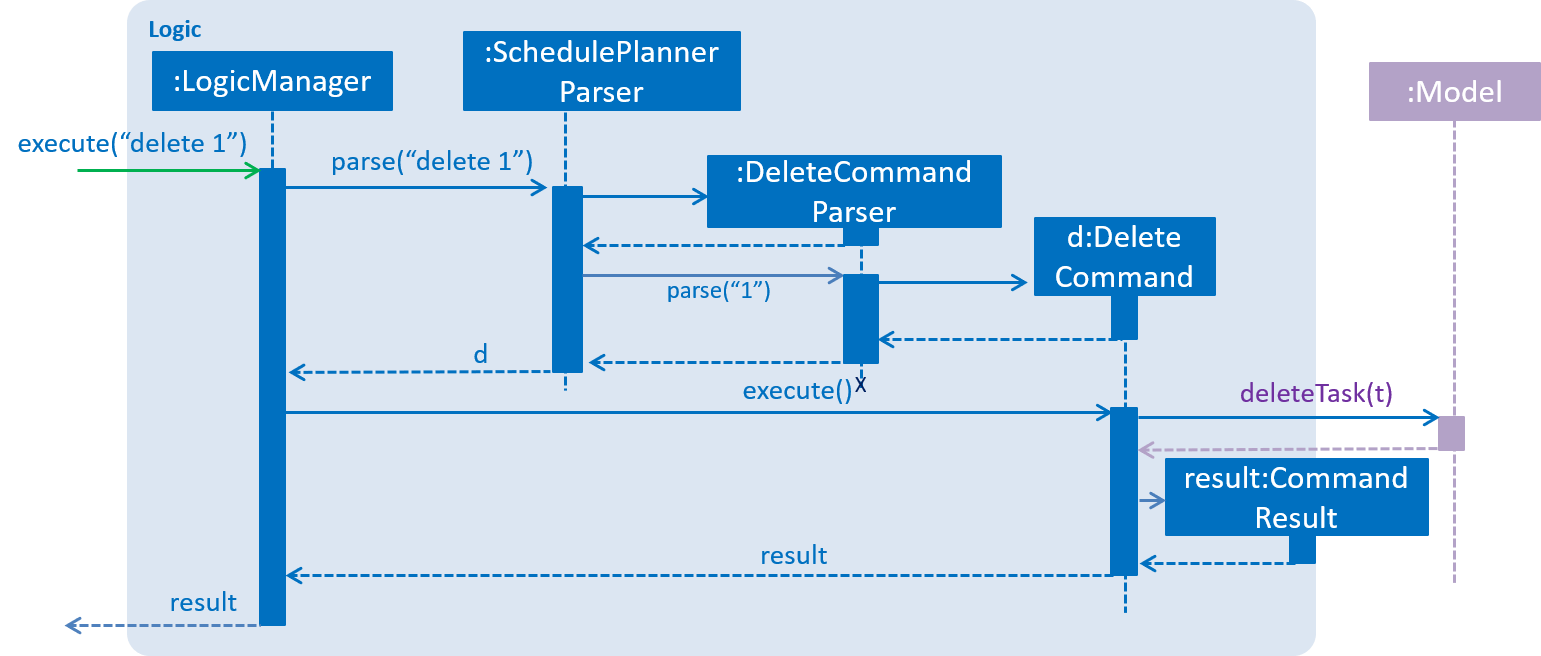 Logic
:LogicManager
:SchedulePlanner
Parser
:Model
execute(“delete 1”)
parse(“delete 1”)
:DeleteCommand
Parser
d:Delete
Command
parse(“1”)
d
execute()
X
deleteTask(t)
result:Command
Result
result
result